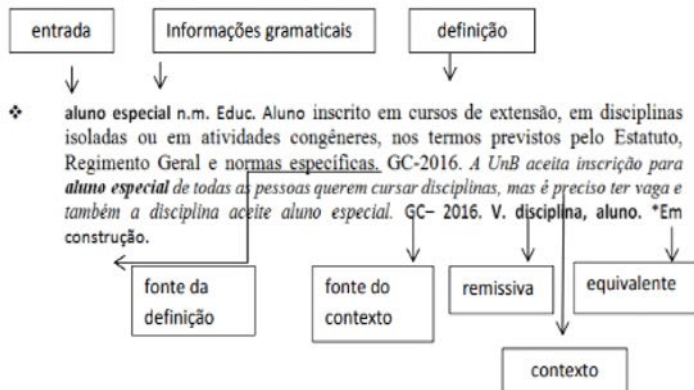 entrada Informações gramaticais definição
❖ aluno especial n.m. Educ. Aluno inscrito em cursos de extensão, em disciplinas
isoladas ou em atividades congêneres, nos termos previstos pelo Estatuto,
Regimento Geral e normas específicas. GC-2016. A UnB aceita inscrição para
aluno especial de todas as pessoas querem cursar disciplinas, mas é preciso ter vaga e
também a disciplina aceite aluno especial. GC– 2016. V. disciplina, aluno. *Em
construção.
fonte da definição
fonte do contexto
remissiva
equivalente
contexto